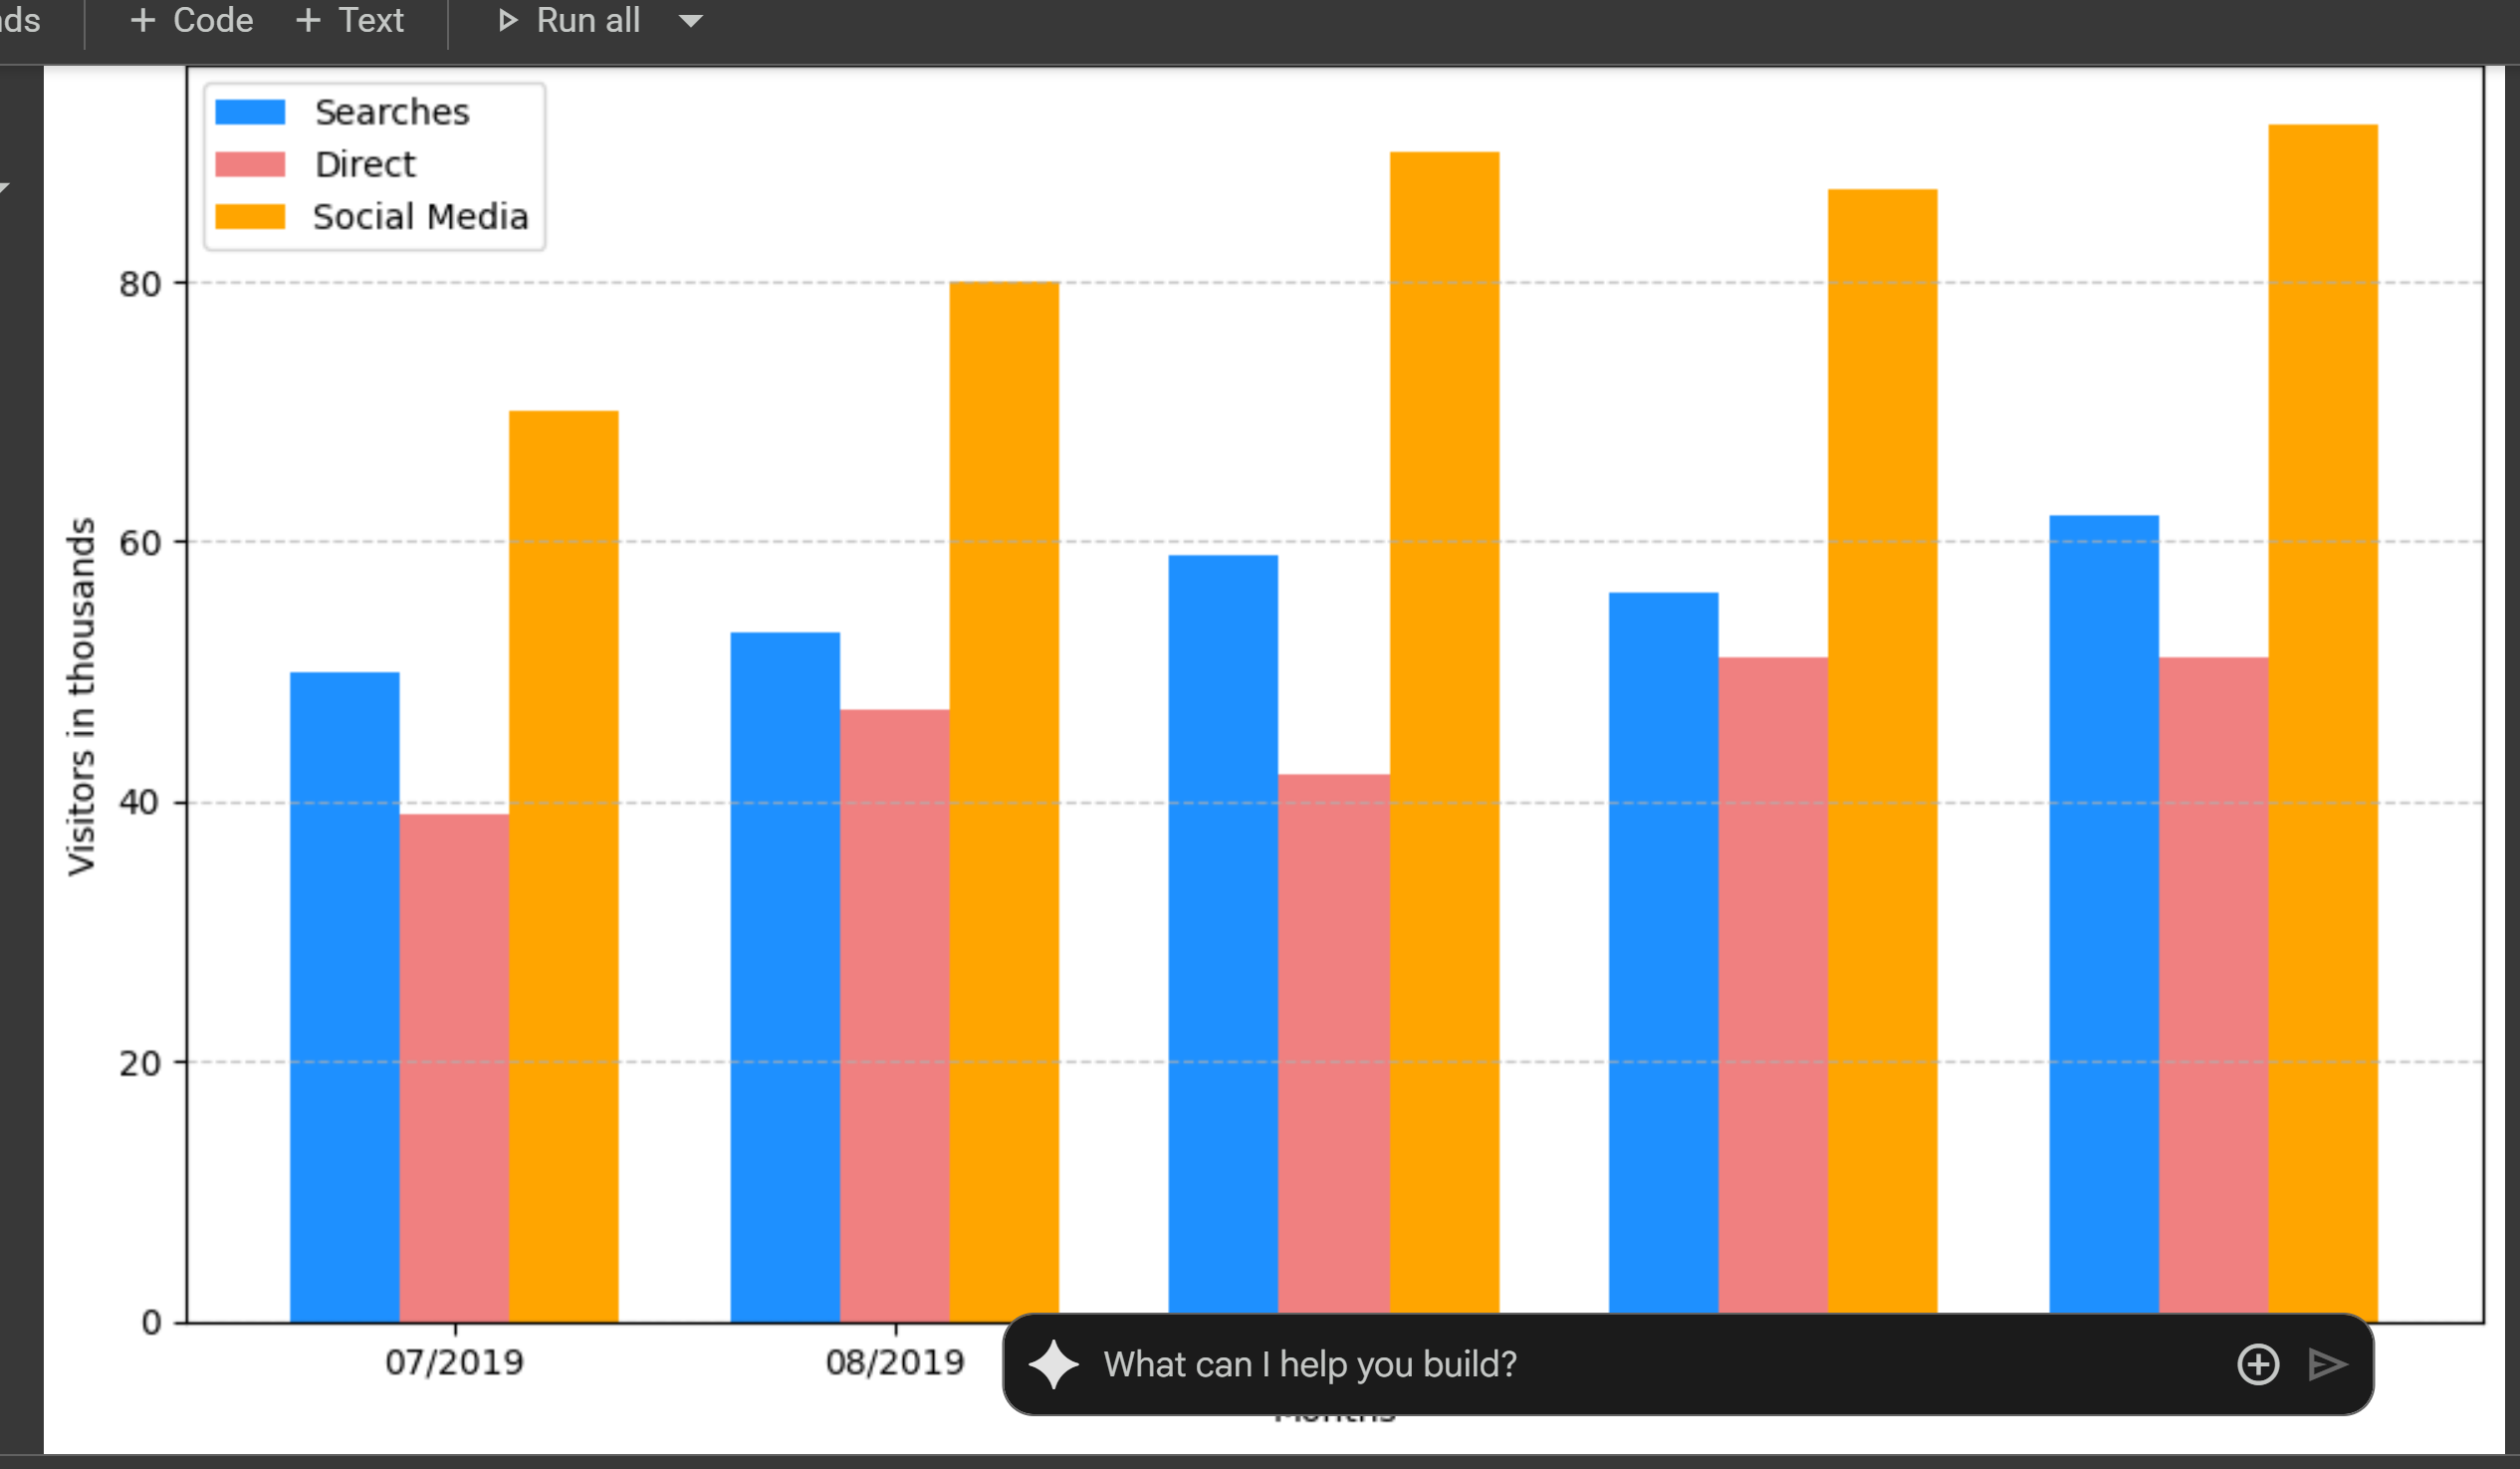 ds + Code + Text Run all
Searches
Direct
Social Media
80
60
40
20
0
Visitors in thousands
07/2019 08/2019
What can I help you build?
Months